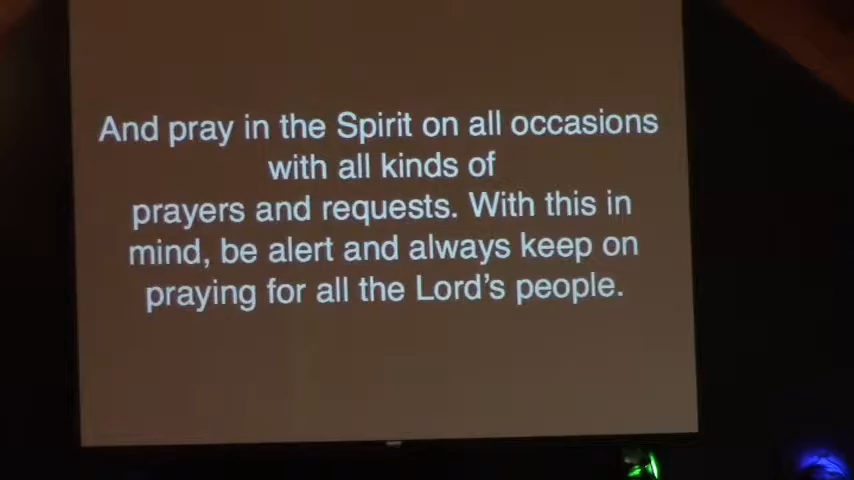 And pray in the Spirit on all occasions
with all kinds of
prayers and requests. With this in
mind, be alert and always keep on
praying for all the Lord’s people.